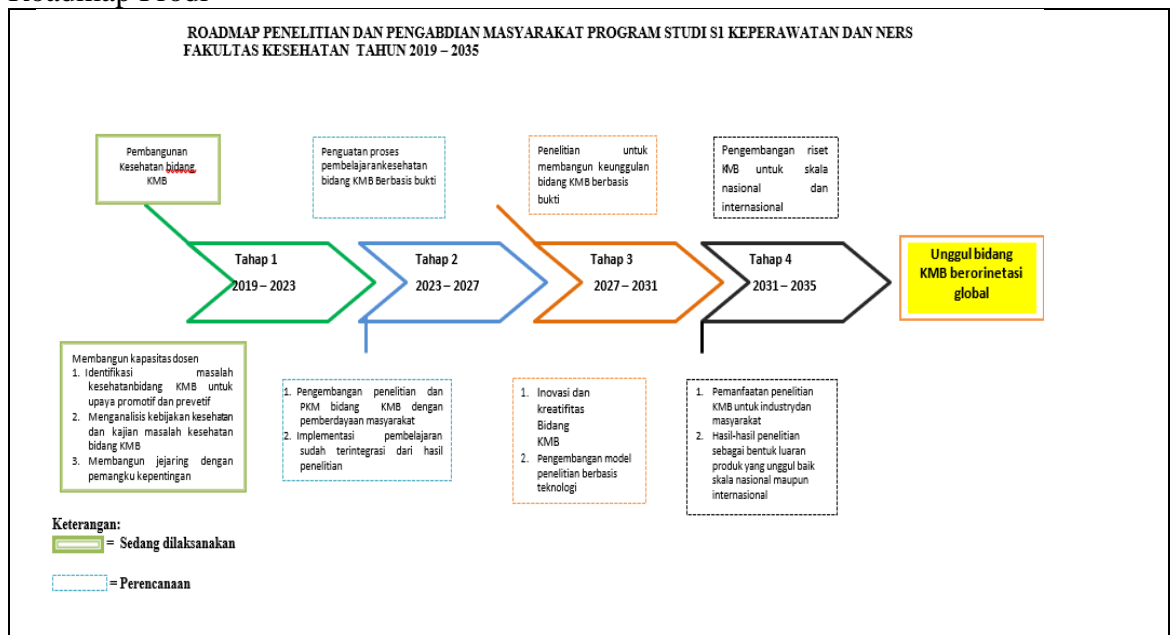 Roadmap Prodi
ROADMAP PENELITIAN DAN PENGABDIAN MASYARAKAT PROGRAM STUDI S1 KEPERAWATAN DAN NERS
FAKULTAS KESEHATAN TAHUN 2019 – 2035
Pembangunan
Kesehatan bidang
KMB
Penguatan proses
pembelajarankesehatan
bidang KMB Berbasis bukti
Penelitian untuk
membangun keunggulan
bidang KMB berbasis
bukti
Pengembangan riset
KMB untuk skala
nasional dan
internasional
Tahap 1
2019 – 2023
Tahap 2
2023 – 2027
Tahap 3
2027 – 2031
Tahap 4
2031 – 2035
Unggul bidang
KMB berorinetasi
global
Membangun kapasitas dosen
1. Identifikasi masalah
kesehatanbidang KMB untuk
upaya promotif dan prevetif
2. Menganalisis kebijakan kesehatan
dan kajian masalah kesehatan
bidang KMB
3. Membangun jejaring dengan
pemangku kepentingan
1. Pengembangan penelitian dan
PKM bidang KMB dengan
pemberdayaan masyarakat
2. Implementasi pembelajaran
sudah terintegrasi dari hasil
penelitian
1. Inovasi dan
kreatifitas
Bidang
KMB
2. Pengembangan model
penelitian berbasis
teknologi
1. Pemanfaatan penelitian
KMB untuk industrydan
masyarakat
2. Hasil-hasil penelitian
sebagai bentuk luaran
produk yang unggul baik
skala nasional maupun
internasional
Keterangan:
= Sedang dilaksanakan
= Perencanaan